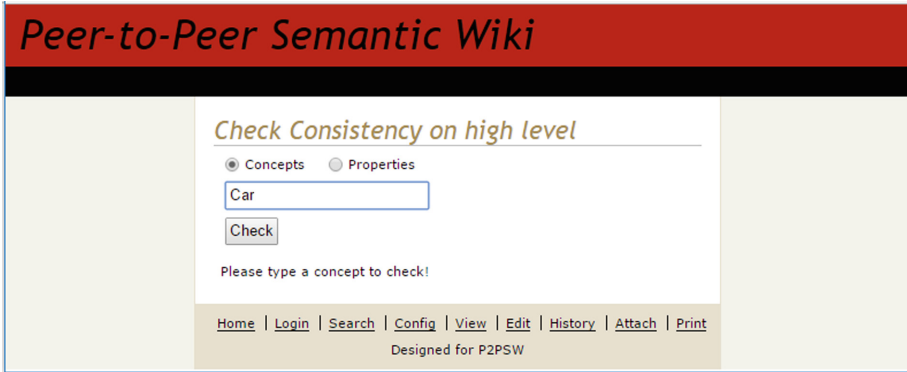 Peer-to-Peer Semantic Wiki
Check Consistency on high level
Concepts Properties
Car
Check
Please type a concept to check!
Home | Login | Search | Config | View | Edit | History | Attach | Print
Designed for P2PSW